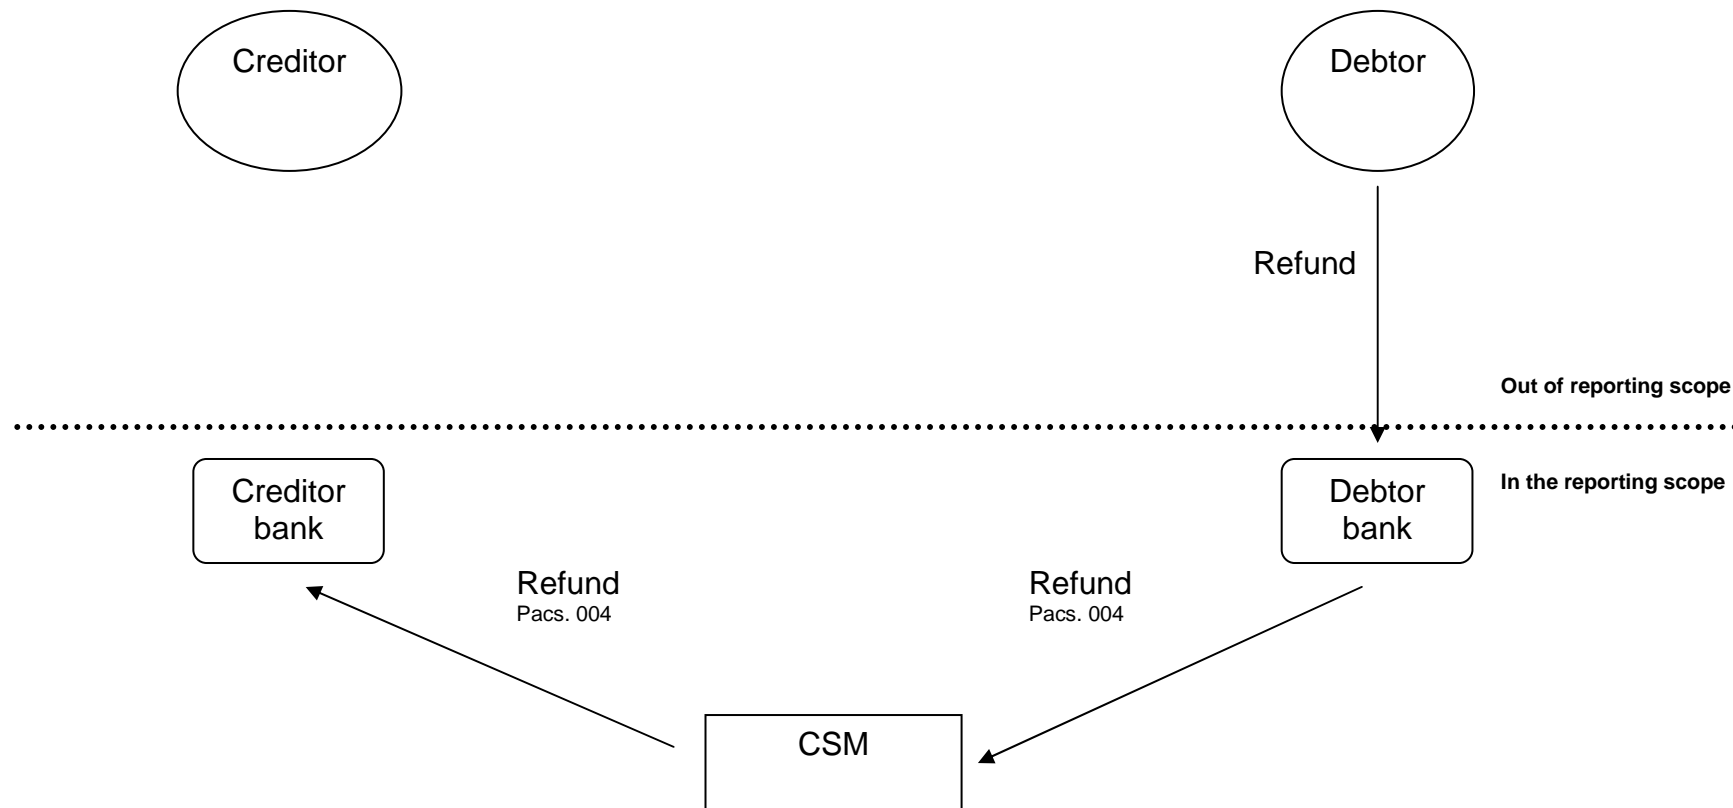 Creditor
Debtor
Refund
Out of reporting scope
Creditor
bank
Debtor
bank
In the reporting scope
Refund
Pacs. 004
Refund
Pacs. 004
CSM